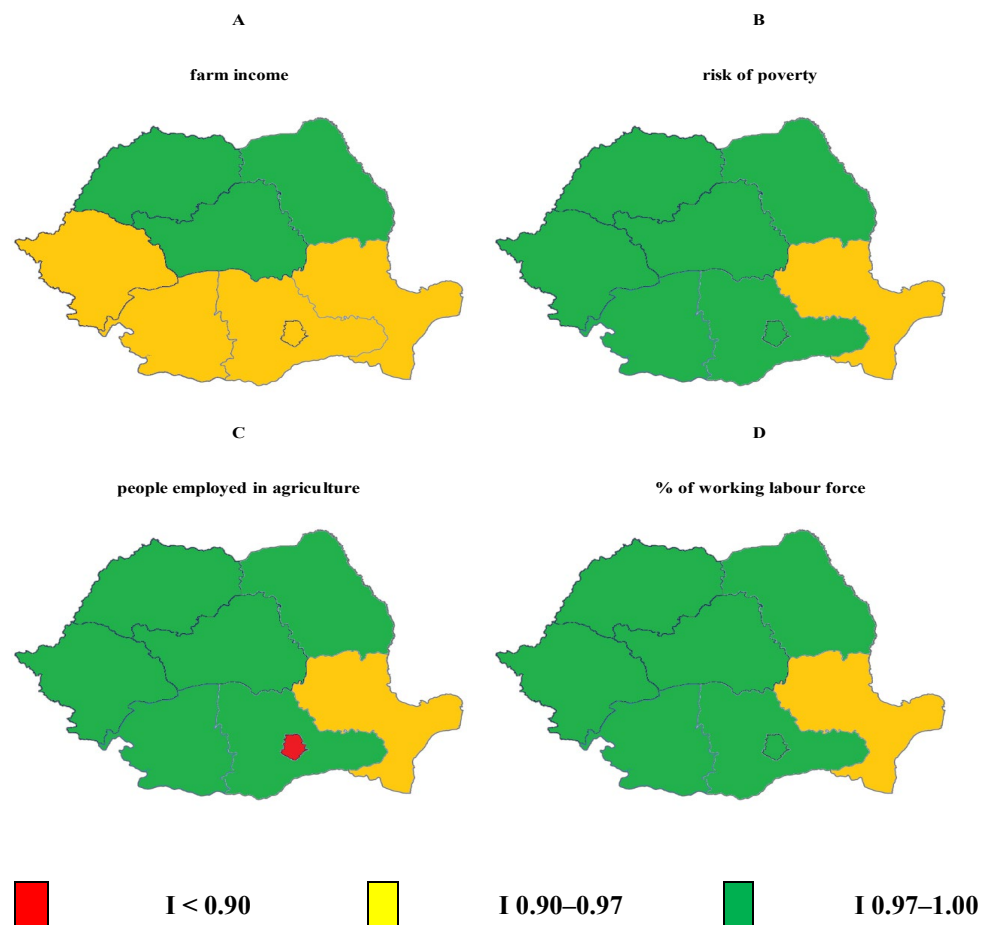 A B
farm income risk of poverty
C D
people employed in agriculture % of working labour force
I < 0.90 I 0.90–0.97 I 0.97–1.00